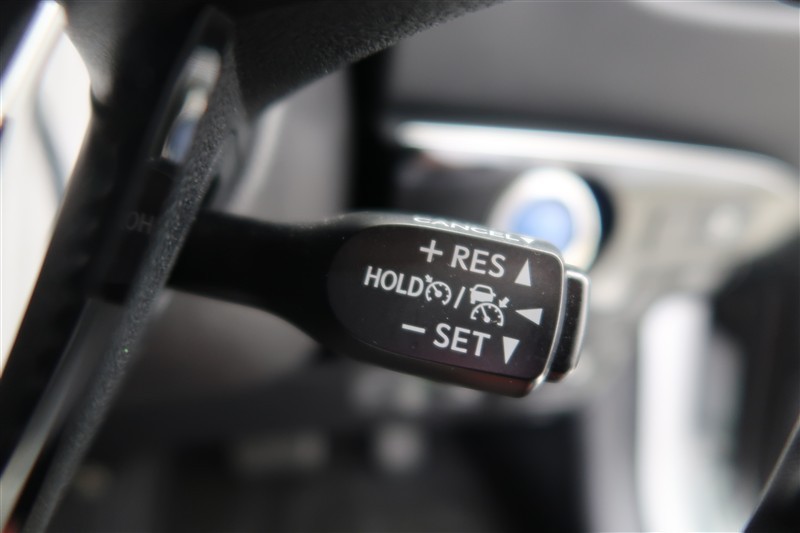 CANCEL
+ RES ▲
HOLD / ◀
− SET ▼